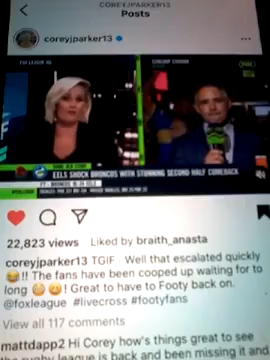 COREYJPARKER13
Posts
coreyjparker13
EELS SHOCK BRONCOS WITH STUNNING SECOND HALF COMEBACK
22,823 views Liked by braith_anasta
coreyjparker13 TGIF - Well that escalated quickly
😂!! The fans have been cooped up waiting for to
long 😳😂! Great to have to Footy back on.
@foxleague #livecross #footyfans
View all 117 comments
mattdapp2 Hi Corey how's things great to see
the rugby league is back and been missing it and